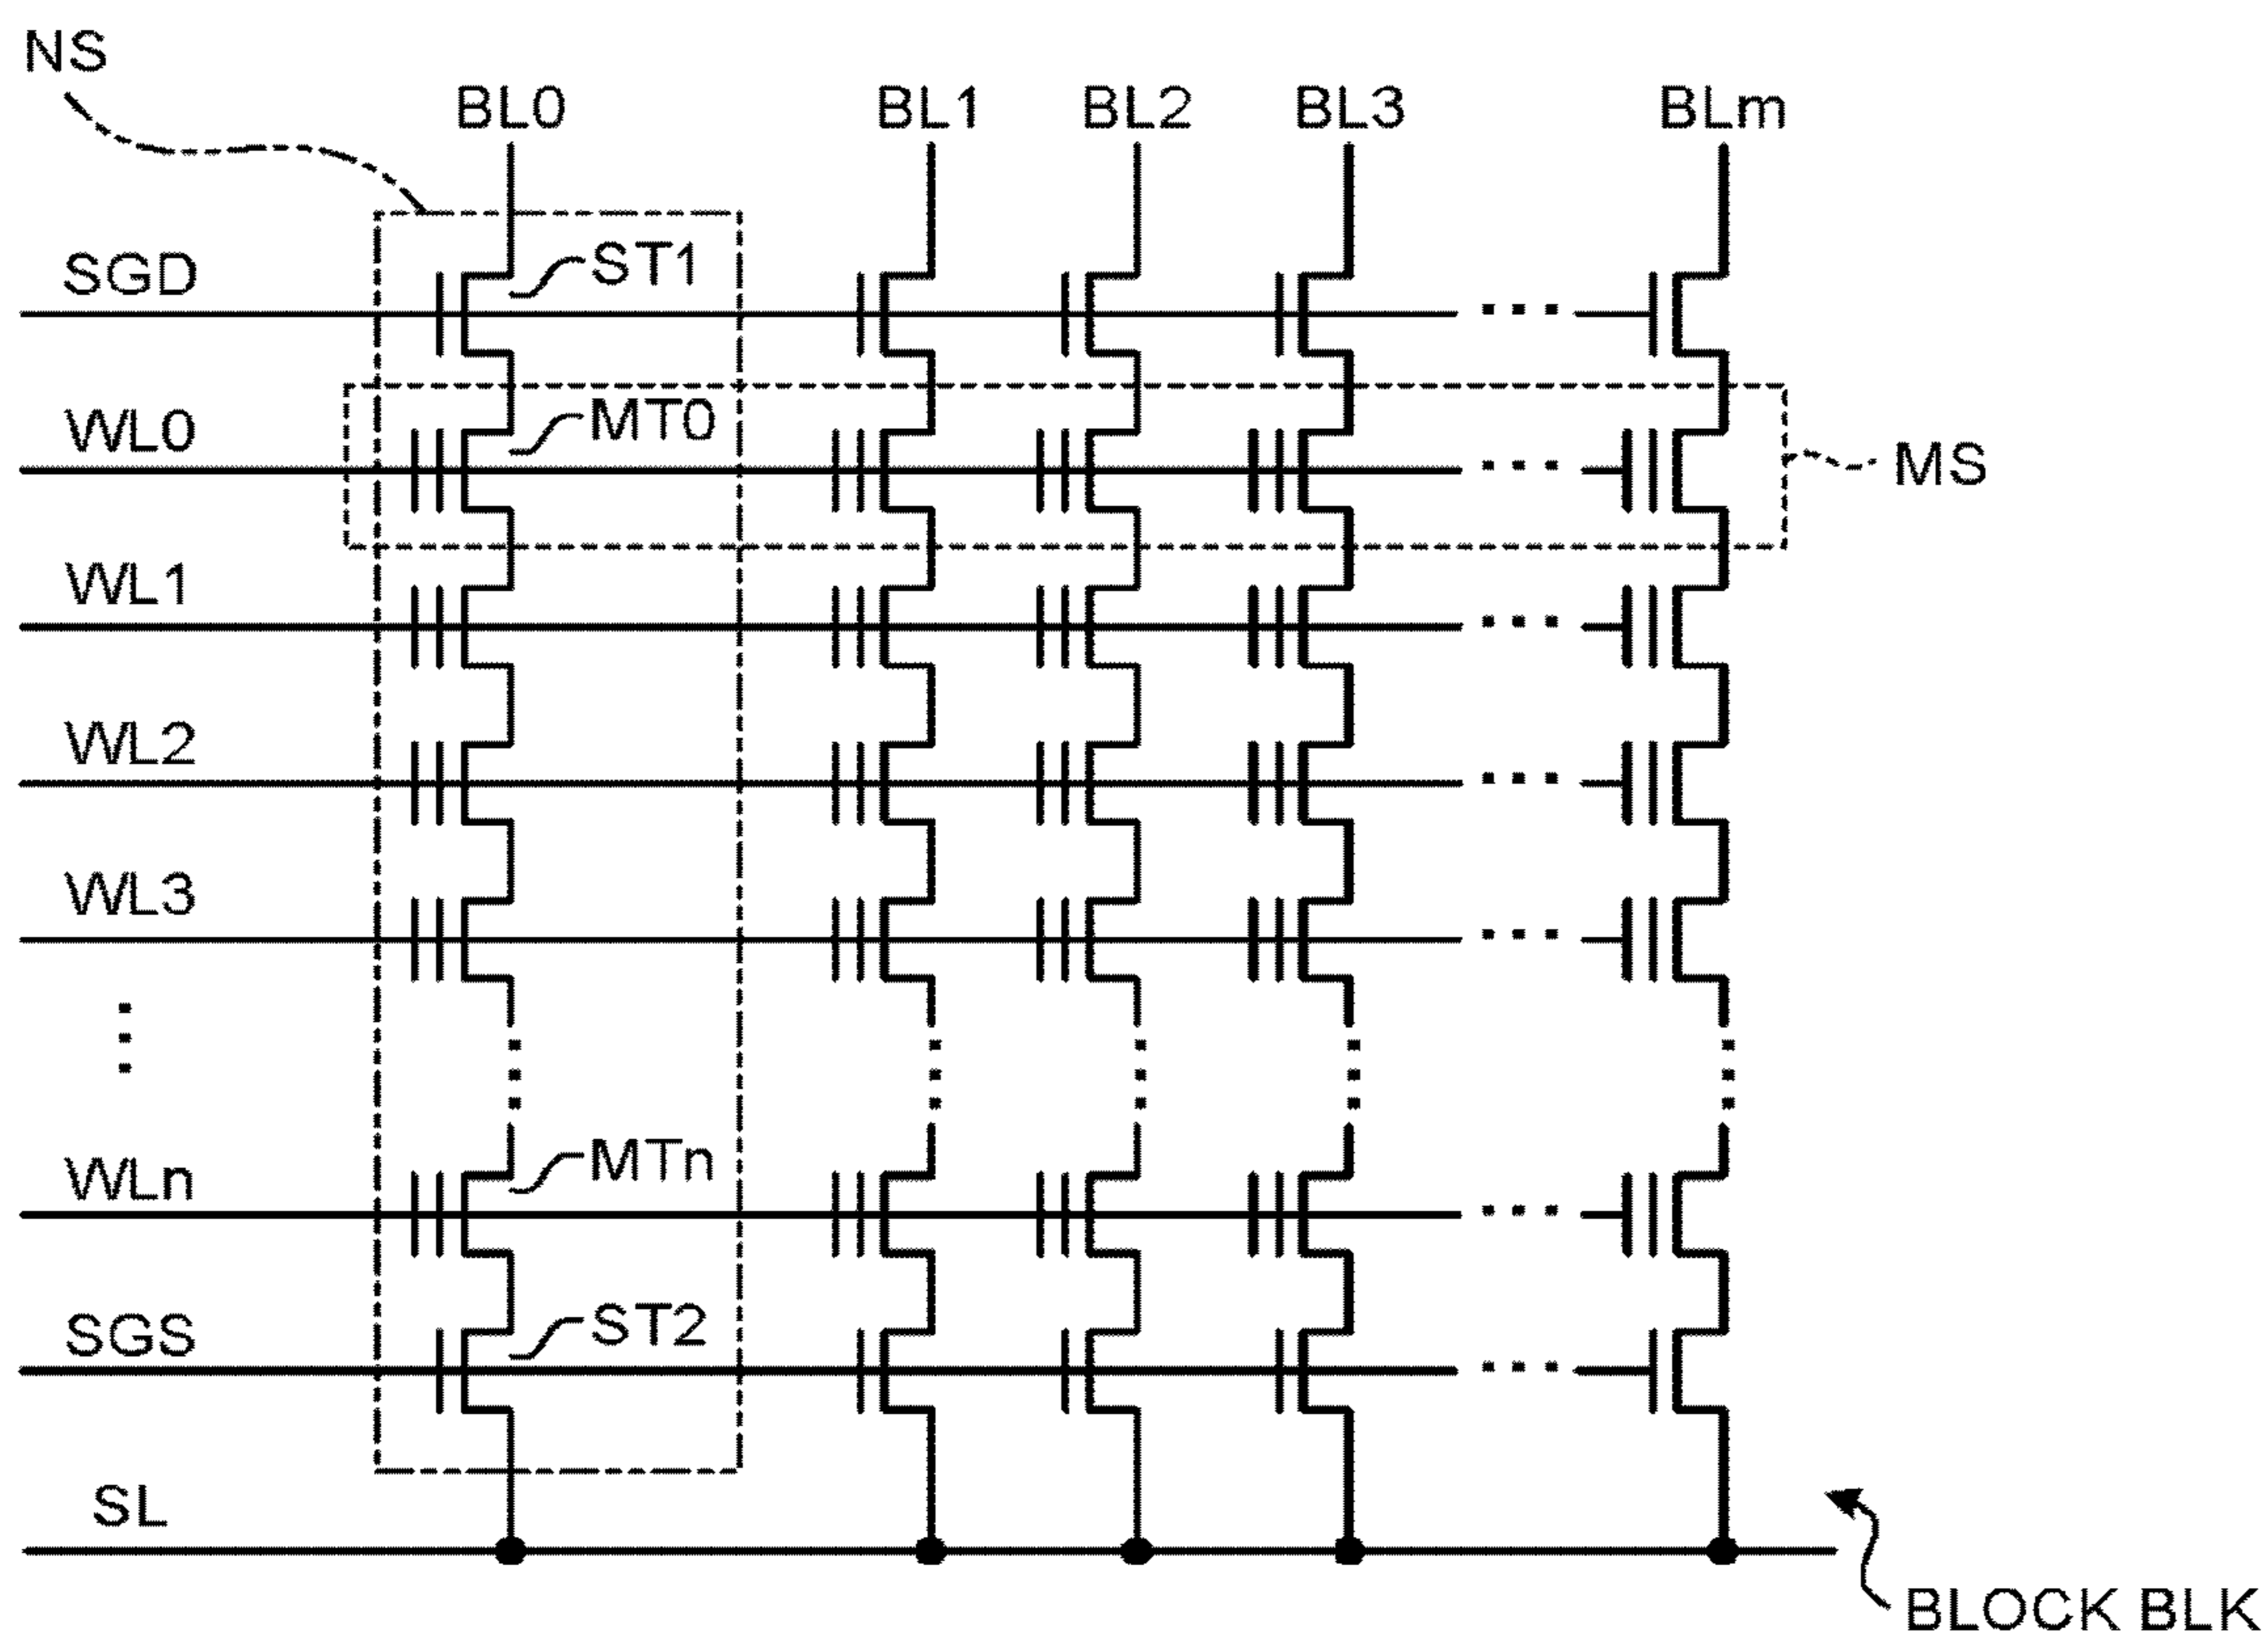 NS
BL0 BL1 BL2 BL3 BLm
SGD ST1
WL0 MT0 MS
WL1
WL2
WL3
WLn MTn
SGS ST2
SL
BLOCK BLK